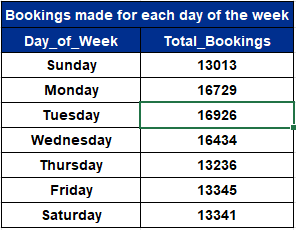 Bookings made for each day of the week
Day_of_Week Total_Bookings
Sunday 13013
Monday 16729
Tuesday 16926
Wednesday 16434
Thursday 13236
Friday 13345
Saturday 13341